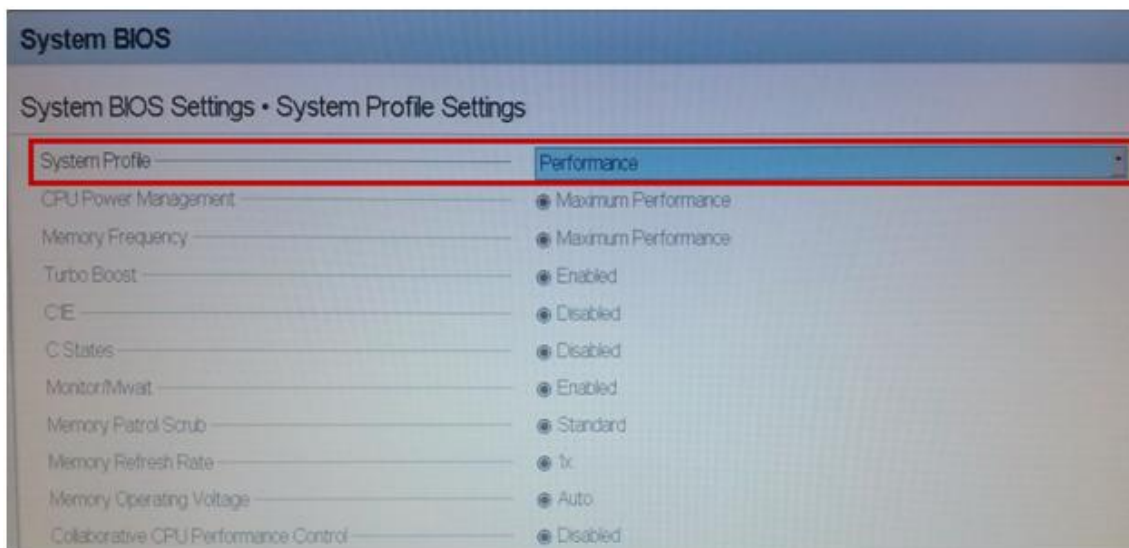 System BIOS
System BIOS Settings • System Profile Settings
System Profile Performance
CPU Power Management Maximum Performance
Memory Frequency Maximum Performance
Turbo Boost Enabled
C1E Disabled
C States Disabled
Monitor/Mwait Enabled
Memory Patrol Scrub Standard
Memory Refresh Rate 1x
Memory Operating Voltage Auto
Collaborative CPU Performance Control Disabled